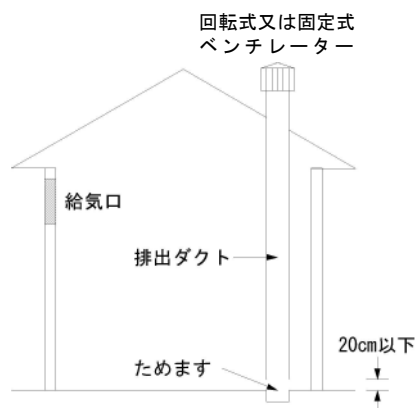 回転式又は固定式
ベンチレーター
給気口
排出ダクト
20cm以下
ためます